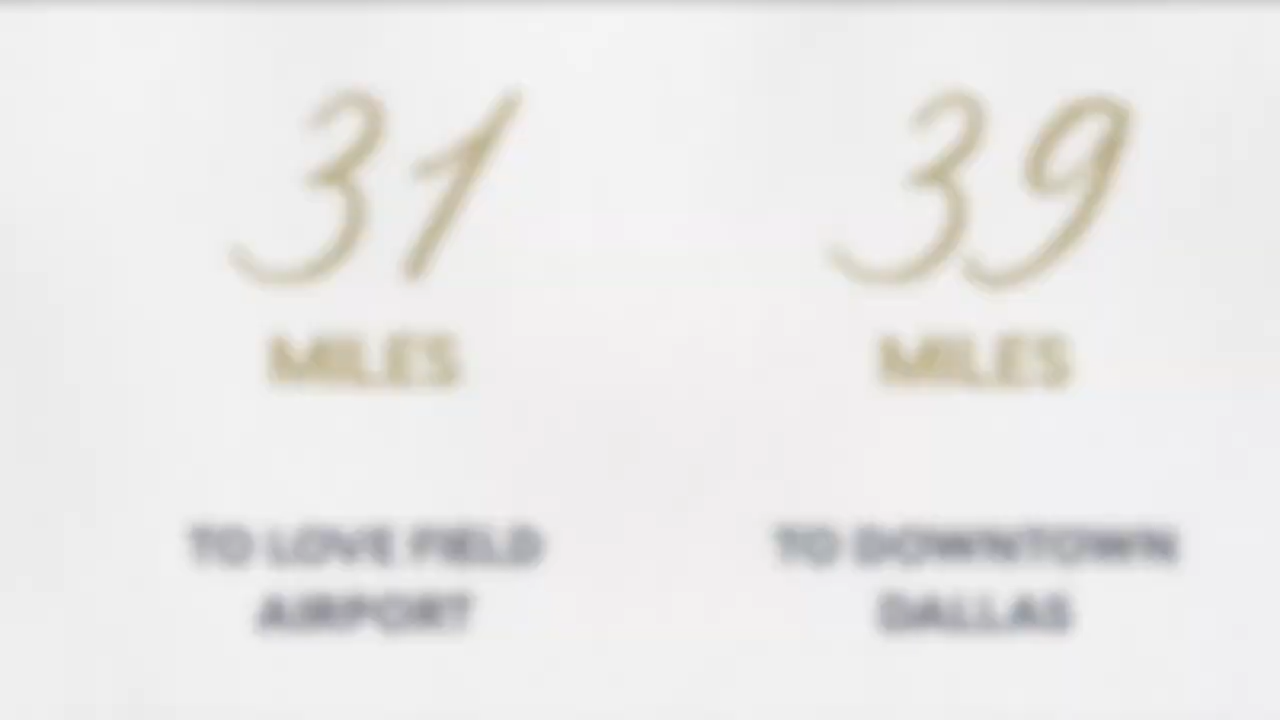 31
MILES
TO LOVE FIELD
AIRPORT
39
MILES
TO DOWNTOWN
DALLAS